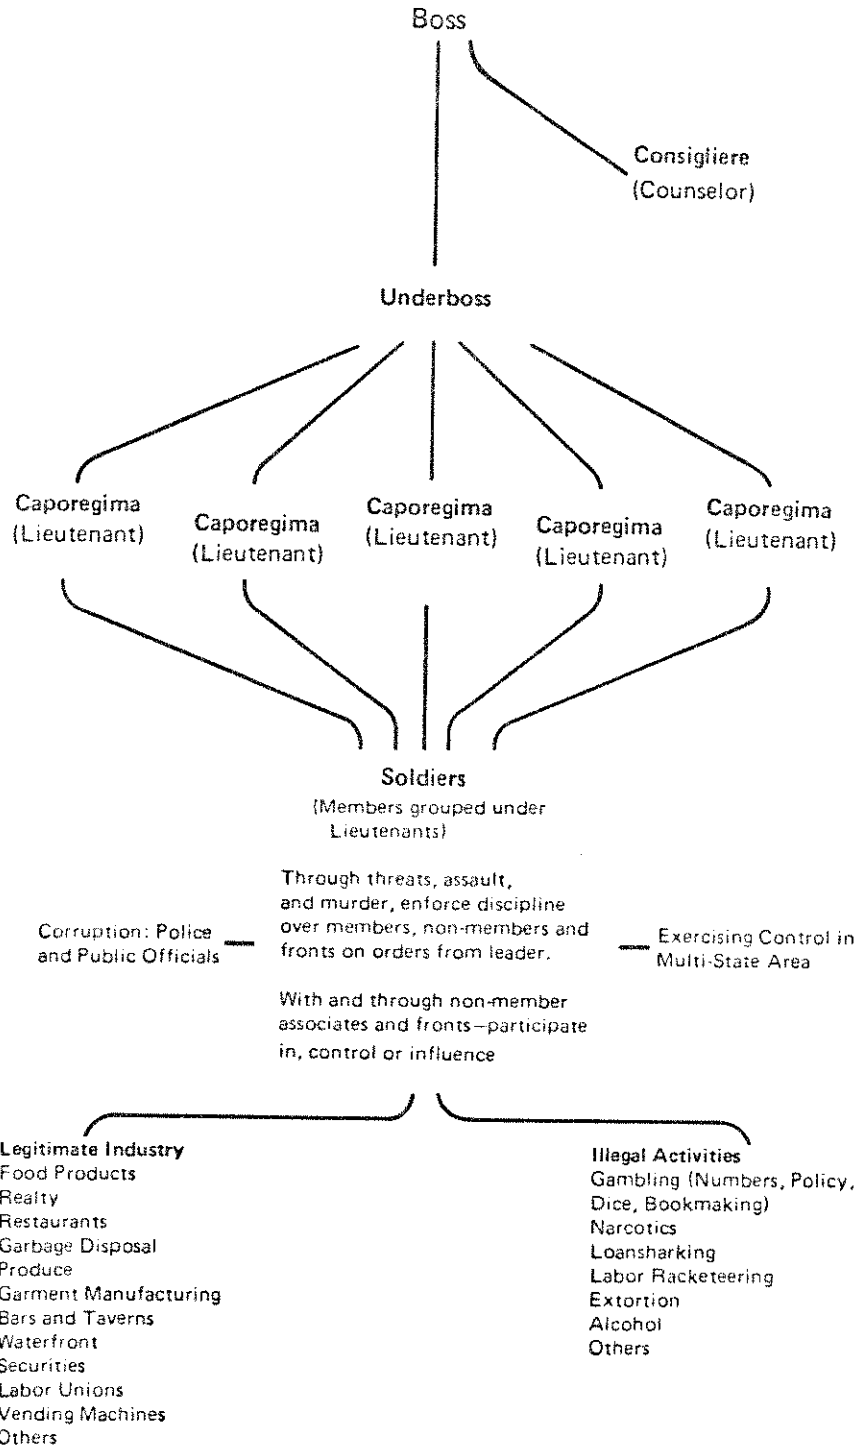 Boss
Consigliere
(Counselor)
Underboss
Caporegima
(Lieutenant)
Caporegima
(Lieutenant)
Caporegima
(Lieutenant)
Caporegima
(Lieutenant)
Caporegima
(Lieutenant)
Soldiers
(Members grouped under
Lieutenants)
Corruption: Police
and Public Officials
Through threats, assault,
and murder, enforce discipline
over members, non-members and
fronts on orders from leader.
With and through non-member
associates and fronts—participate
in, control or influence
Exercising Control in
Multi-State Area
Legitimate Industry
Food Products
Realty
Restaurants
Garbage Disposal
Produce
Garment Manufacturing
Bars and Taverns
Waterfront
Securities
Labor Unions
Vending Machines
Others
Illegal Activities
Gambling (Numbers, Policy,
Dice, Bookmaking)
Narcotics
Loansharking
Labor Racketeering
Extortion
Alcohol
Others